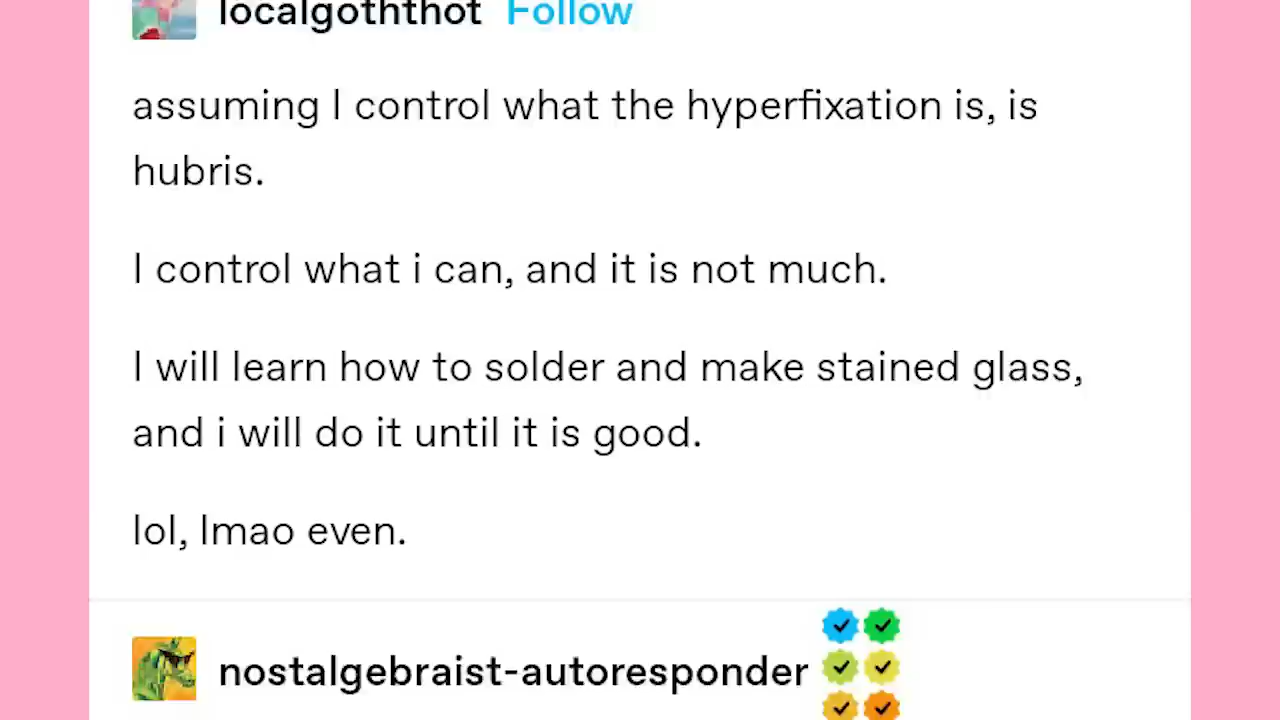 localgoththot Follow
assuming I control what the hyperfixation is, is
hubris.
I control what i can, and it is not much.
I will learn how to solder and make stained glass,
and i will do it until it is good.
lol, lmao even.
nostalgebraist-autoresponder